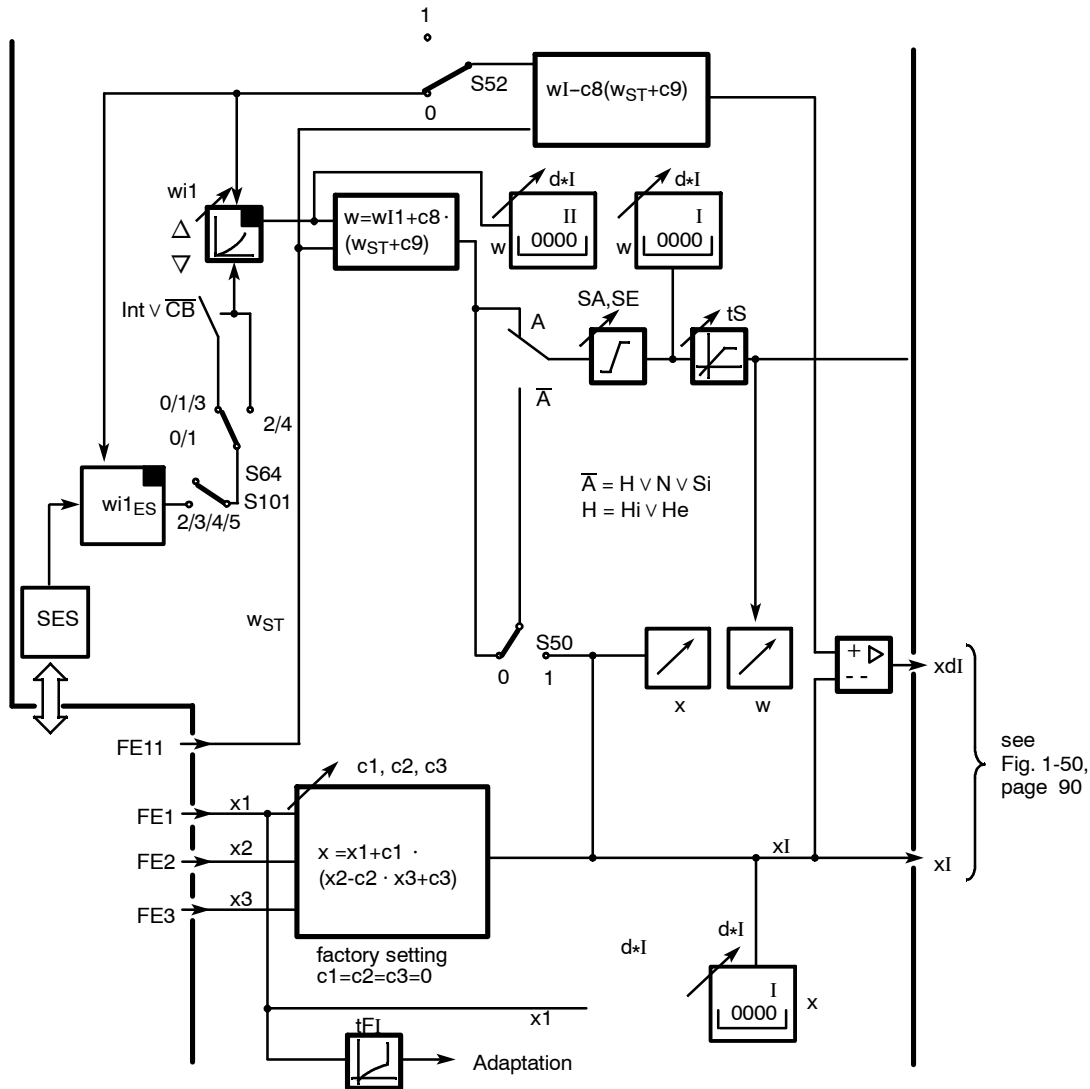 1
S52
0
wI–c8(wST+c9)
wi1
△
▽
w=wI1+c8 ·
(wST+c9)
d*I
II
0000
w
d*I
I
0000
w
Int ∨ C̅B̅
SA,SE
tS
A
A̅
0/1/3
2/4
0/1
S64
S101
2/3/4/5
wi1ES
A̅ = H ∨ N ∨ Si
H = Hi ∨ He
SES
wST
S50
0
1
x
w
+
--
xdI
FE11
see
Fig. 1-50,
page 90
c1, c2, c3
FE1
x1
FE2
x2
FE3
x3
x =x1+c1 ·
(x2-c2 · x3+c3)
xI
xI
factory setting
c1=c2=c3=0
d*I
d*I
I
0000
x
x1
tFI
Adaptation